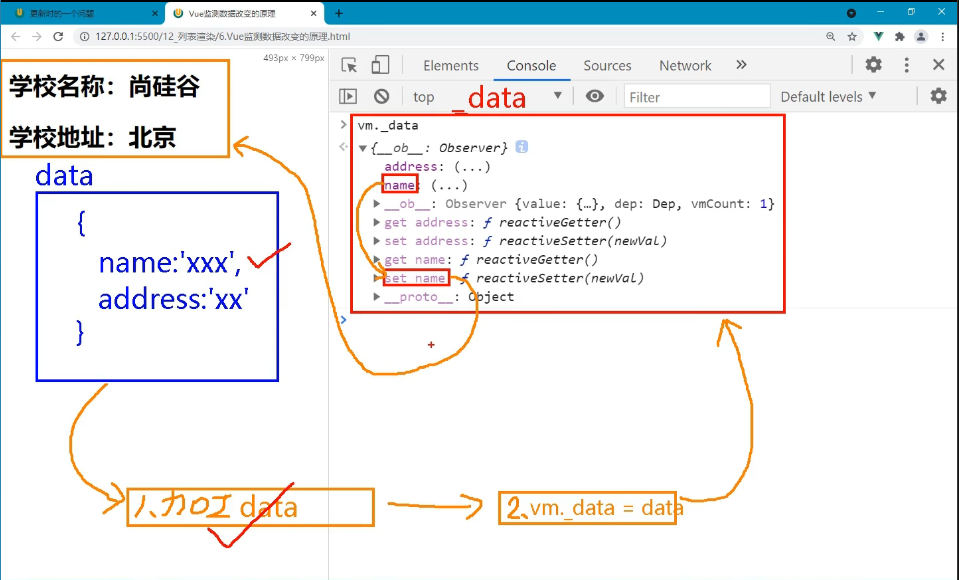 更新时的一个问题
Vue监测数据改变的原理
127.0.0.1:5500/12_列表渲染/6.Vue监测数据改变的原理.html
493px × 799px
Elements Console Sources Network »
top
Filter
Default levels ▼
_data
学校名称：尚硅谷
学校地址：北京
data
{
name:'xxx',
address:'xx'
}
vm._data
{__ob__: Observer}
address: (...)
name: (...)
__ob__: Observer {value: {…}, dep: Dep, vmCount: 1}
get address: ƒ reactiveGetter()
set address: ƒ reactiveSetter(newVal)
get name: ƒ reactiveGetter()
set name: ƒ reactiveSetter(newVal)
__proto__: Object
1、加工 data
2、vm._data = data